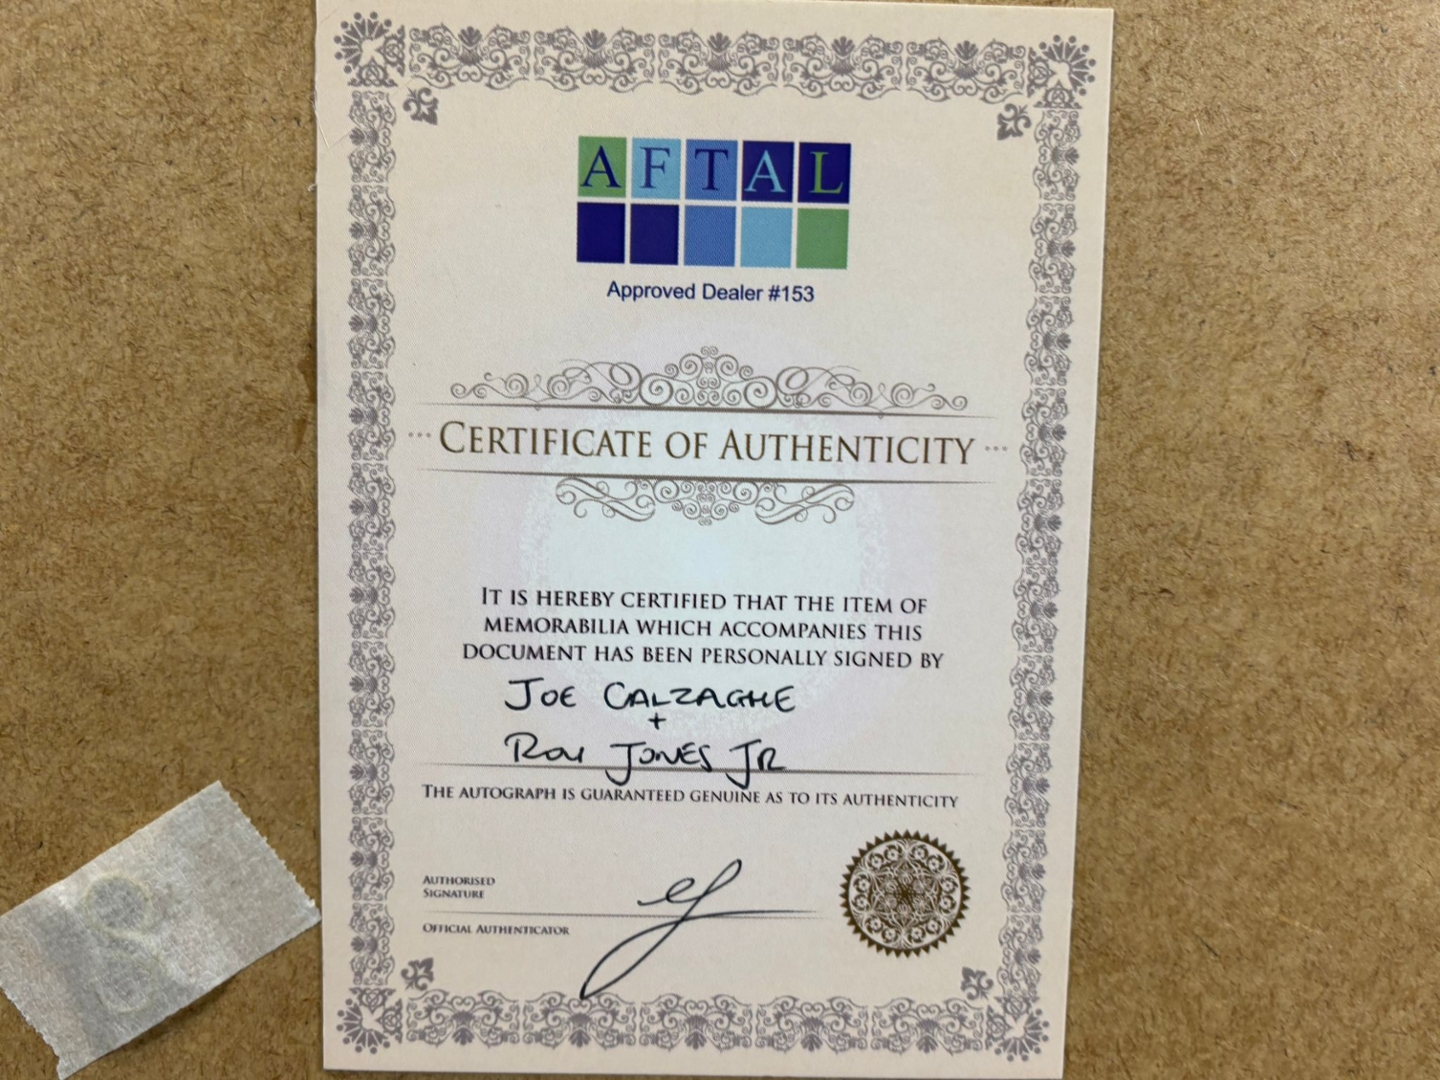 AFTAL
Approved Dealer #153
CERTIFICATE OF AUTHENTICITY
IT IS HEREBY CERTIFIED THAT THE ITEM OF
MEMORABILIA WHICH ACCOMPANIES THIS
DOCUMENT HAS BEEN PERSONALLY SIGNED BY
JOE CALZAGHE
+
ROY JONES JR
THE AUTOGRAPH IS GUARANTEED GENUINE AS TO ITS AUTHENTICITY
AUTHORISED
SIGNATURE
OFFICIAL AUTHENTICATOR